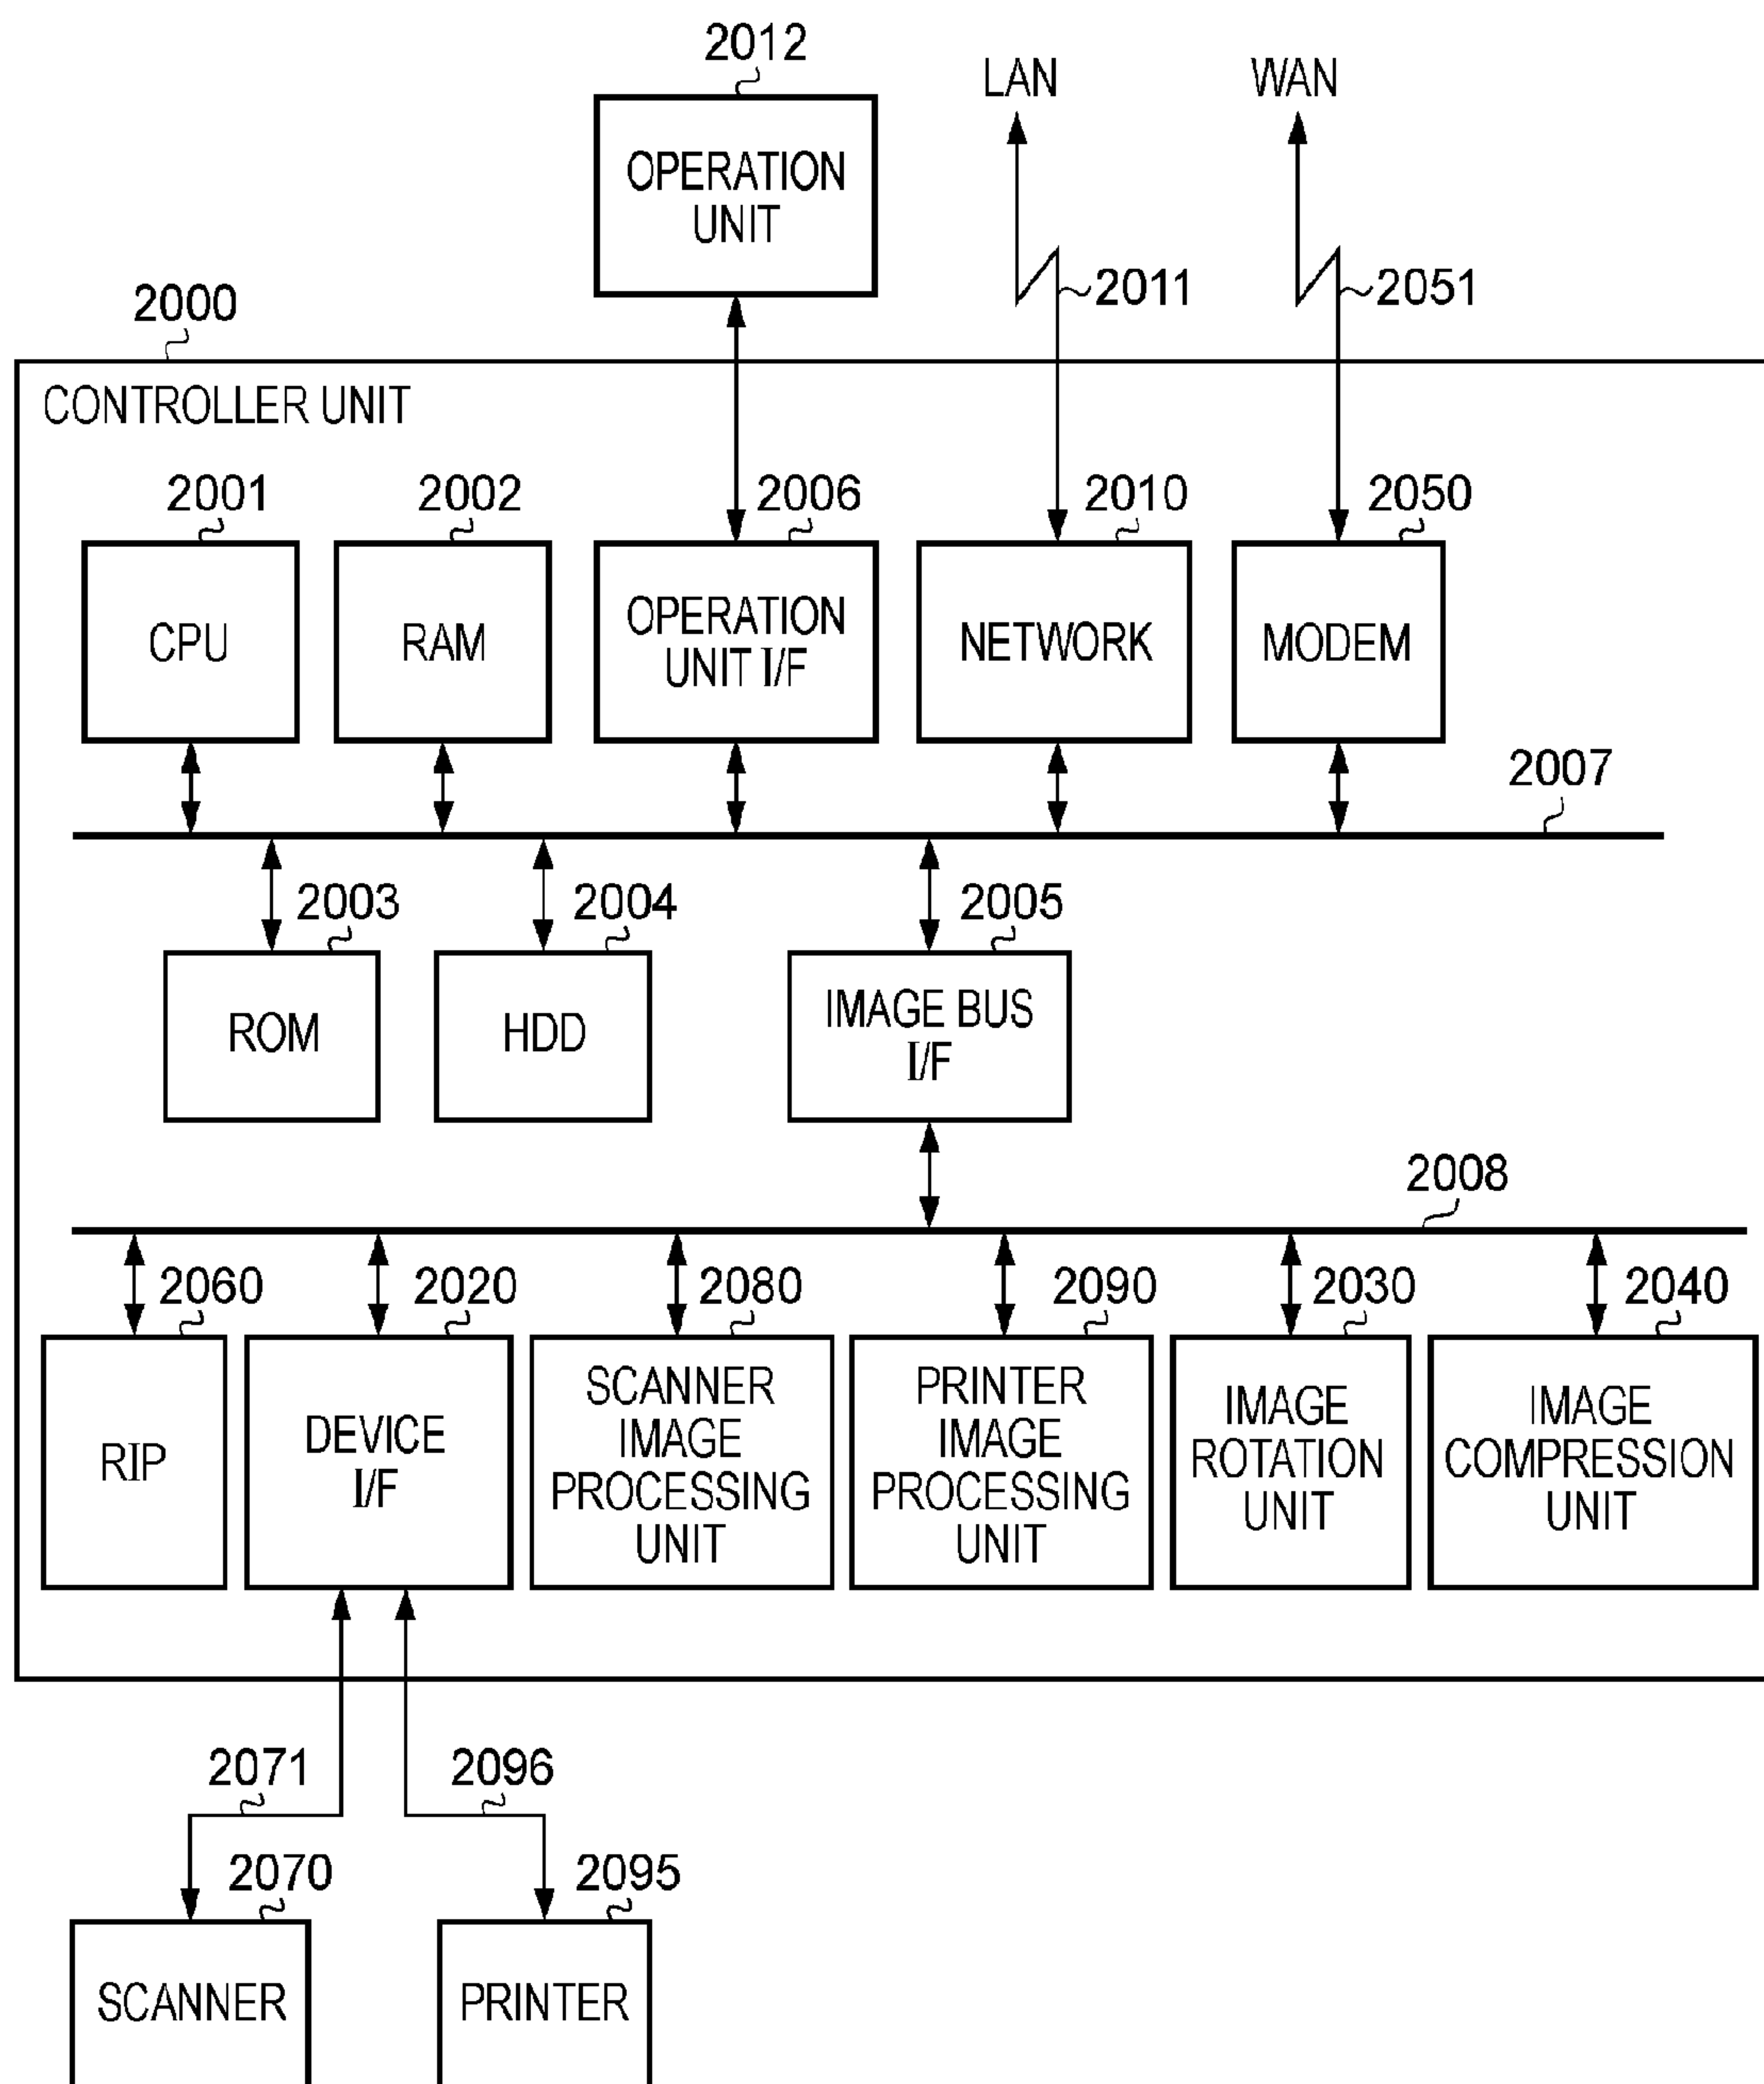 2012
LAN
WAN
OPERATION
UNIT
2011
2051
2000
CONTROLLER UNIT
2001
2002
2006
2010
2050
CPU
RAM
OPERATION
UNIT I/F
NETWORK
MODEM
2007
2003
2004
2005
ROM
HDD
IMAGE BUS
I/F
2008
2060
2020
2080
2090
2030
2040
RIP
DEVICE
I/F
SCANNER
IMAGE
PROCESSING
UNIT
PRINTER
IMAGE
PROCESSING
UNIT
IMAGE
ROTATION
UNIT
IMAGE
COMPRESSION
UNIT
2071
2096
2070
2095
SCANNER
PRINTER